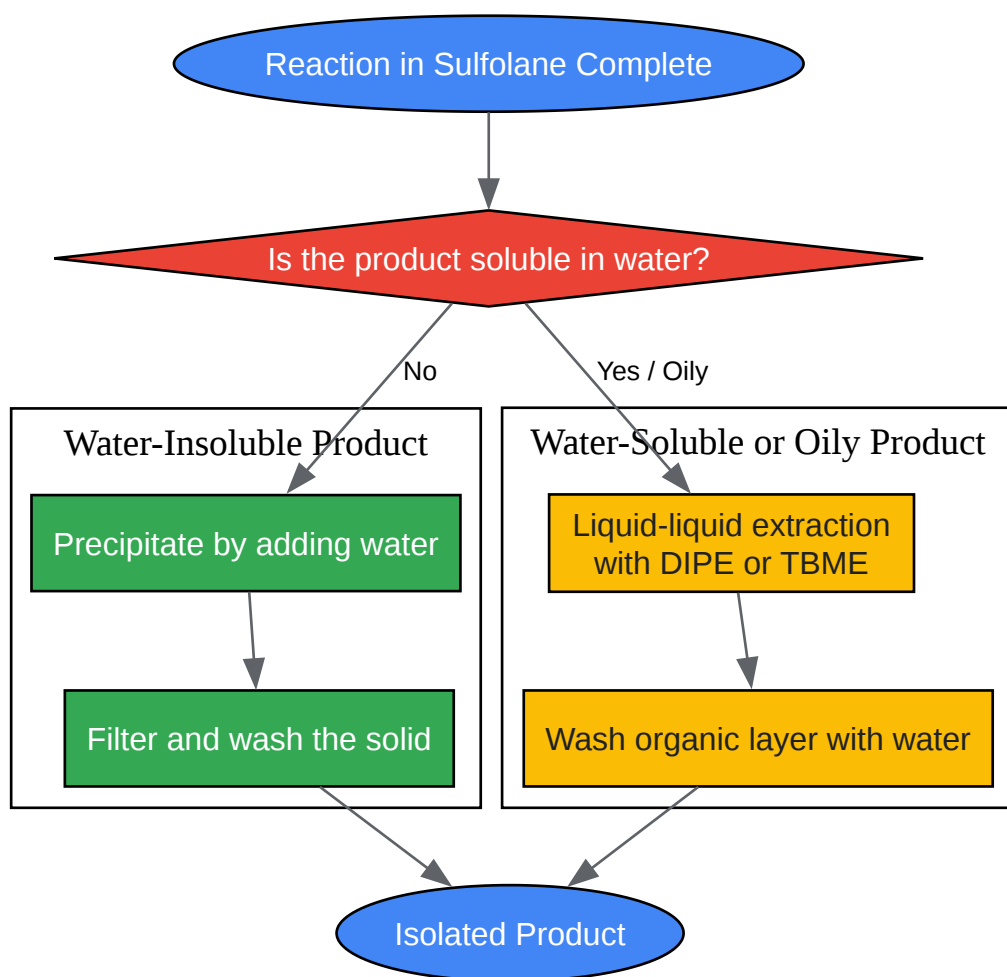 Reaction in Sulfolane Complete
Is the product soluble in water?
No
Yes / Oily
Water-Insoluble Product
Water-Soluble or Oily Product
Precipitate by adding water
Liquid-liquid extraction
with DIPE or TBME
Filter and wash the solid
Wash organic layer with water
Isolated Product